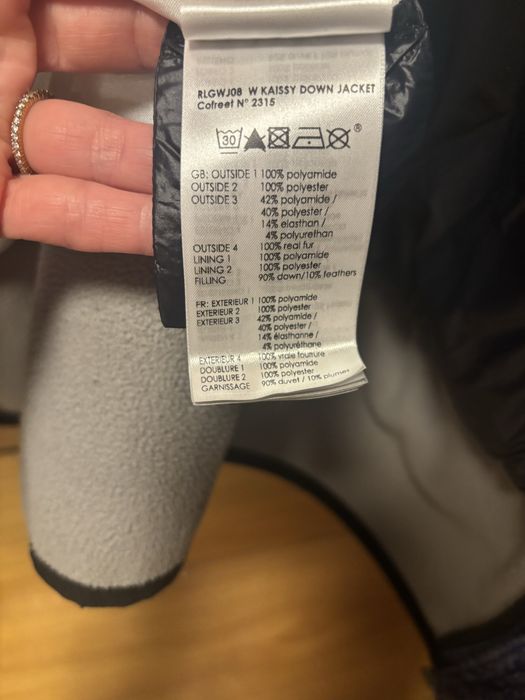 RLGWJ08 W KAISSY DOWN JACKET
Cofreet N° 2315
30 ®
GB: OUTSIDE 1 100% polyamide
OUTSIDE 2 100% polyester
OUTSIDE 3 42% polyamide /
40% polyester /
14% elasthan /
4% polyurethan
OUTSIDE 4 100% real fur
LINING 1 100% polyamide
LINING 2 100% polyester
FILLING 90% down/10% feathers
FR: EXTERIEUR 1 100% polyamide
EXTERIEUR 2 100% polyester
EXTERIEUR 3 42% polyamide /
40% polyester /
14% élasthanne /
4% polyuréthane
EXTERIEUR 4 100% vraie fourrure
DOUBLURE 1 100% polyamide
DOUBLURE 2 100% polyester
GARNISSAGE 90% duvet / 10% plumes